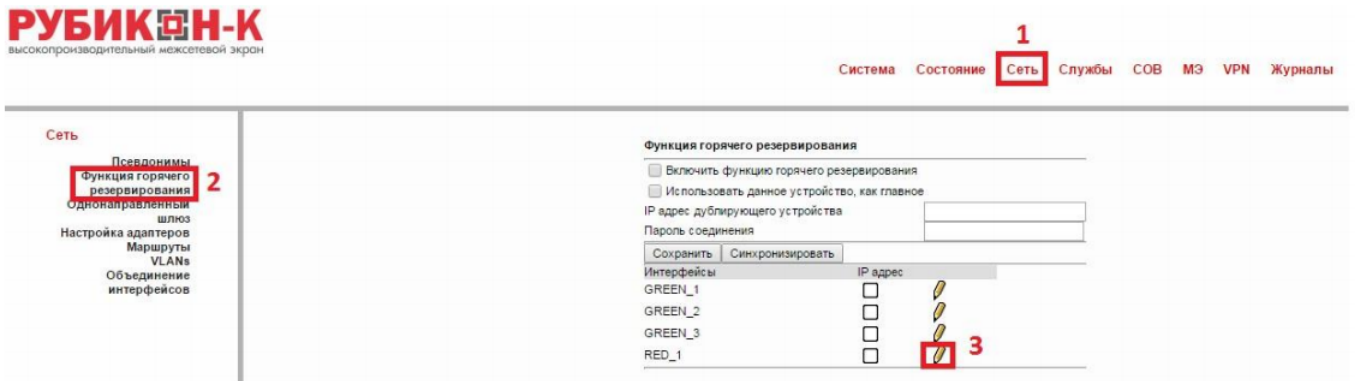 РУБИКОН-К
высокопроизводительный межсетевой экран
1
Система Состояние Сеть Службы СОВ МЭ VPN Журналы
Сеть
Псевдонимы
Функция горячего
резервирования
2
Однонаправленный
шлюз
Настройка адаптеров
Маршруты
VLANs
Объединение
интерфейсов
Функция горячего резервирования
Включить функцию горячего резервирования
Использовать данное устройство, как главное
IP адрес дублирующего устройства
Пароль соединения
Сохранить Синхронизировать
Интерфейсы IP адрес
GREEN_1
GREEN_2
GREEN_3
RED_1
3